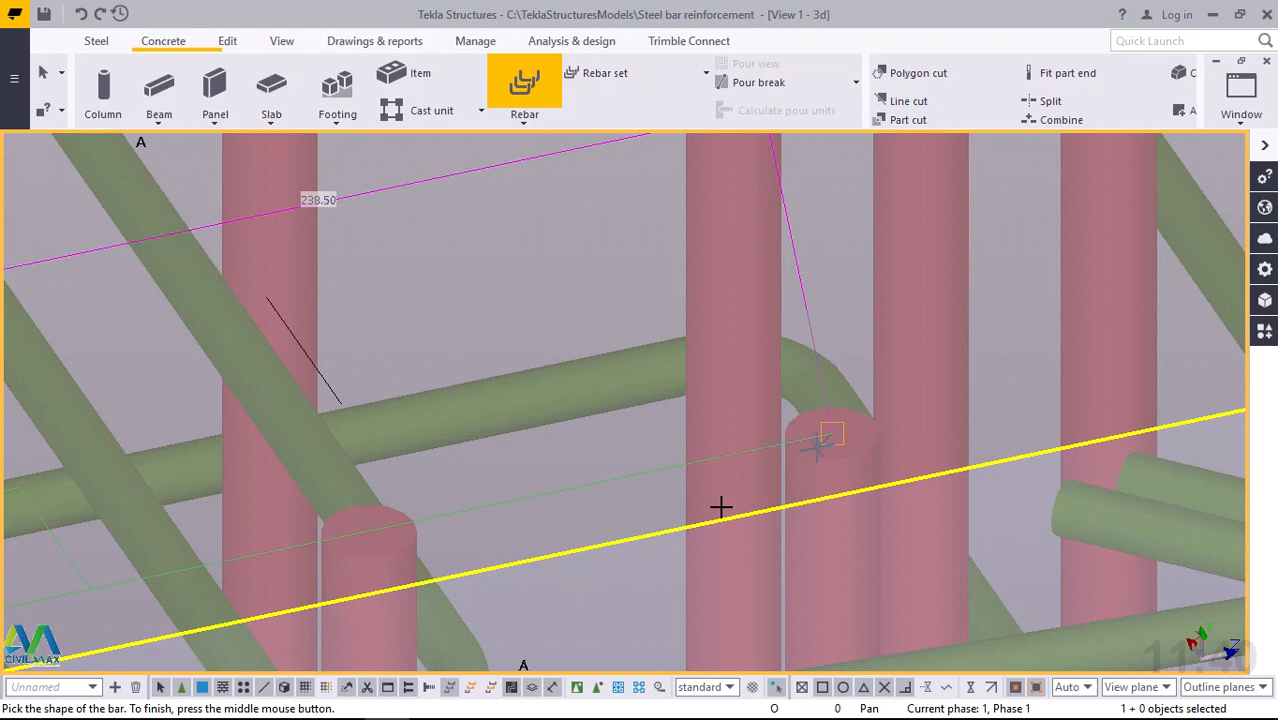 Tekla Structures - C:\TeklaStructuresModels\Steel bar reinforcement - [View 1 - 3d]
Log in
Steel
Concrete
Edit
View
Drawings & reports
Manage
Analysis & design
Trimble Connect
Quick Launch
Column
Beam
Panel
Slab
Footing
Item
Cast unit
Rebar
Rebar set
Pour view
Pour break
Calculate pour units
Polygon cut
Line cut
Part cut
Fit part end
Split
Combine
C
A
Window
A
238.50
A
CIVILMAX
Unnamed
standard
Auto
View plane
Outline planes
Pick the shape of the bar. To finish, press the middle mouse button.
O
0
Pan
Current phase: 1, Phase 1
1 + 0 objects selected